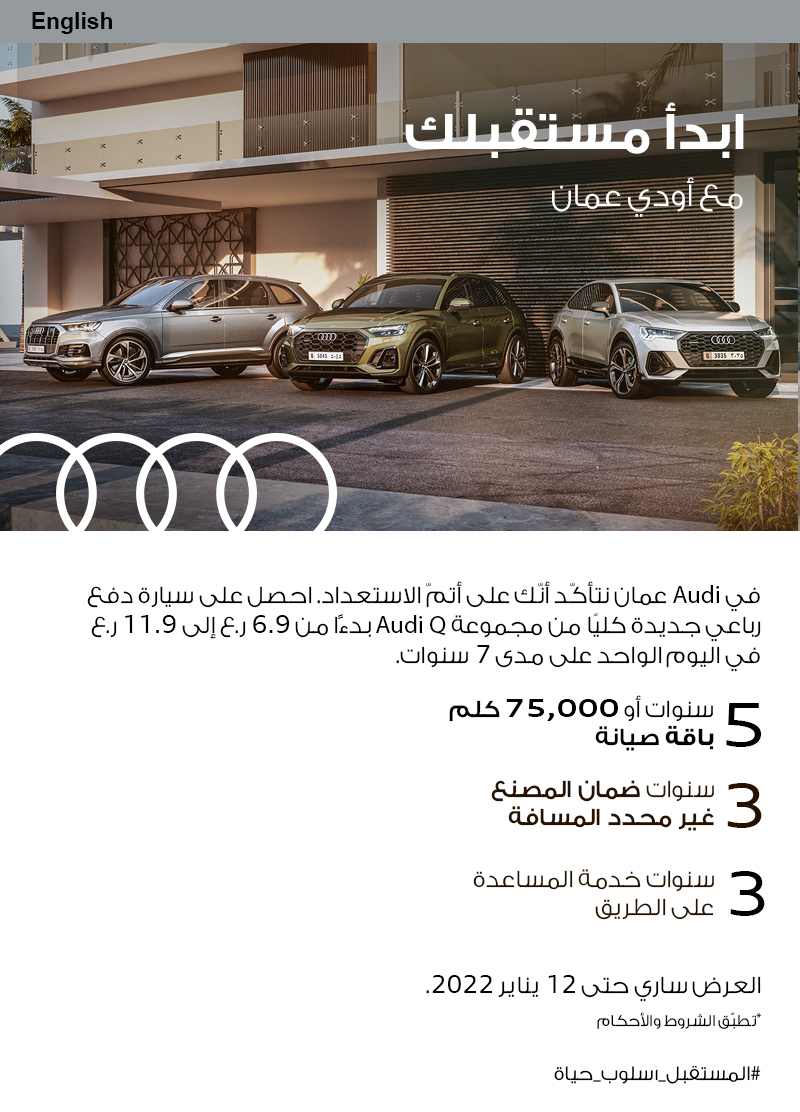 English
ابدأ مستقبلك
مع أودي عمان
في Audi عمان نتأكّد أنّك على أتمّ الاستعداد. احصل على سيارة دفع
رباعي جديدة كليًا من مجموعة Audi Q بدءًا من 6.9 ر.ع إلى 11.9 ر.ع
في اليوم الواحد على مدى 7 سنوات.
5 سنوات أو 75,000 كلم
باقة صيانة
3 سنوات ضمان المصنع
غير محدد المسافة
3 سنوات خدمة المساعدة
على الطريق
العرض ساري حتى 12 يناير 2022.
*تطبّق الشروط والأحكام
#المستقبل_اسلوب_حياة